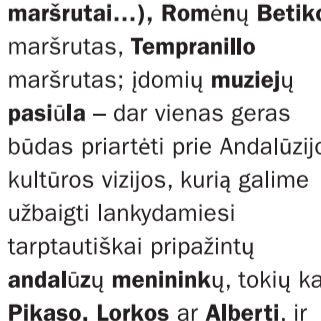 maršrutai...), Romėnų Betiko
maršrutas, Tempranillo
maršrutas; įdomių muziejų
pasiūla – dar vienas geras
būdas priartėti prie Andalūzijo
kultūros vizijos, kurią galime
užbaigti lankydamiesi
tarptautiškai pripažintų
andalūzų menininkų, tokių ka
Pikaso, Lorkos ar Alberti, ir